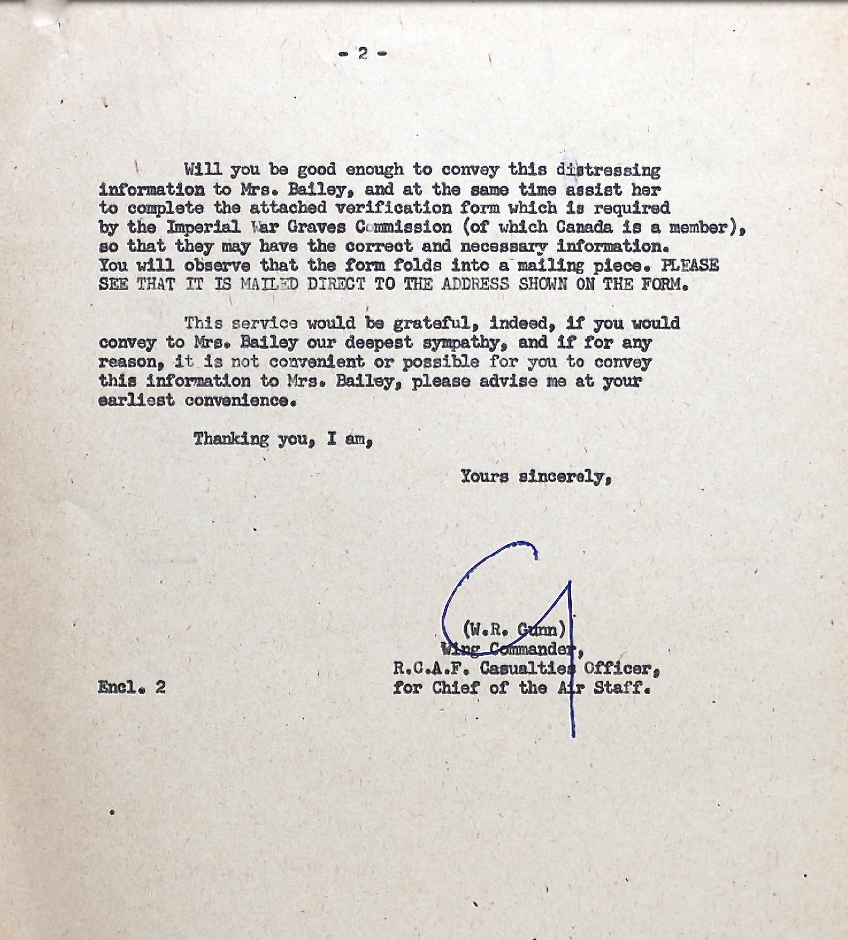 - 2 -
Will you be good enough to convey this distressing
information to Mrs. Bailey, and at the same time assist her
to complete the attached verification form which is required
by the Imperial War Graves Commission (of which Canada is a member),
so that they may have the correct and necessary information.
You will observe that the form folds into a mailing piece. PLEASE
SEE THAT IT IS MAILED DIRECT TO THE ADDRESS SHOWN ON THE FORM.
This service would be grateful, indeed, if you would
convey to Mrs. Bailey our deepest sympathy, and if for any
reason, it is not convenient or possible for you to convey
this information to Mrs. Bailey, please advise me at your
earliest convenience.
Thanking you, I am,
Yours sincerely,
(W.R. Gunn)
Wing Commander,
R.C.A.F. Casualties Officer,
Encl. 2 for Chief of the Air Staff.